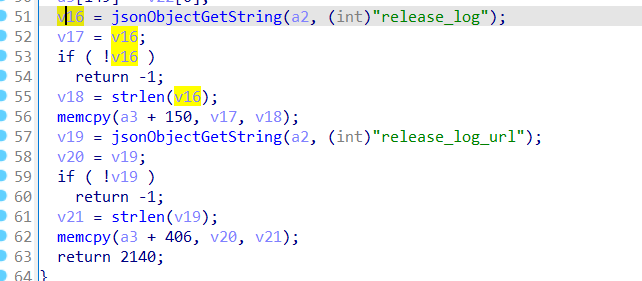 51 v16 = jsonObjectGetString(a2, (int)"release_log");
52 v17 = v16;
53 if ( !v16 )
54 return -1;
55 v18 = strlen(v16);
56 memcpy(a3 + 150, v17, v18);
57 v19 = jsonObjectGetString(a2, (int)"release_log_url");
58 v20 = v19;
59 if ( !v19 )
60 return -1;
61 v21 = strlen(v19);
62 memcpy(a3 + 406, v20, v21);
63 return 2140;
64 }